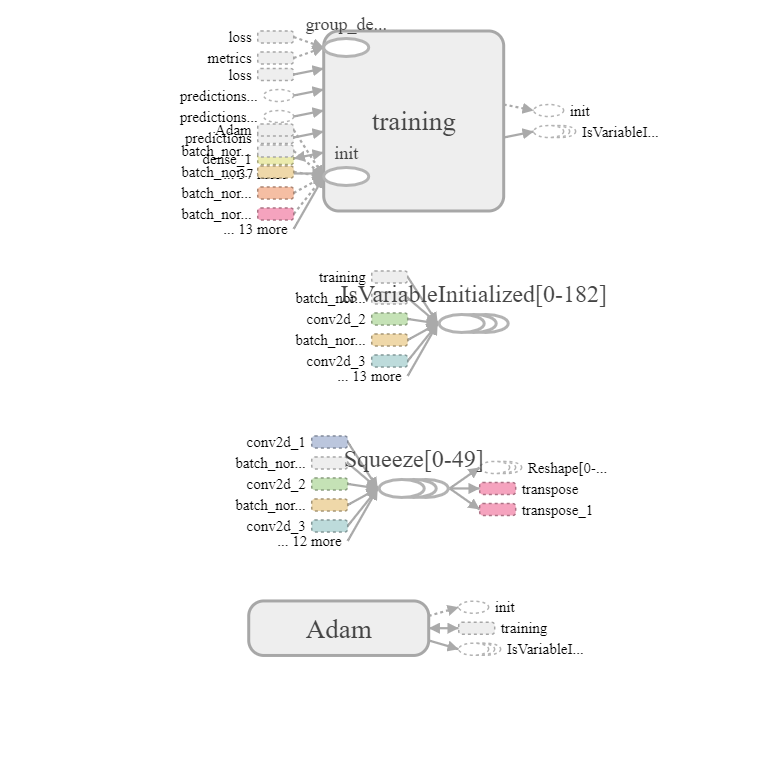 group_de...
loss
metrics
loss
predictions...
predictions...
Adam
predictions
batch_nor...
dense_1
batch_nor...
... 37
batch_nor...
batch_nor...
... 13 more
training
init
init
IsVariableI...
training
IsVariableInitialized[0-182]
batch_nor...
conv2d_2
batch_nor...
conv2d_3
... 13 more
conv2d_1
Squeeze[0-49]
batch_nor...
conv2d_2
batch_nor...
conv2d_3
... 12 more
Reshape[0-...
transpose
transpose_1
Adam
init
training
IsVariableI...